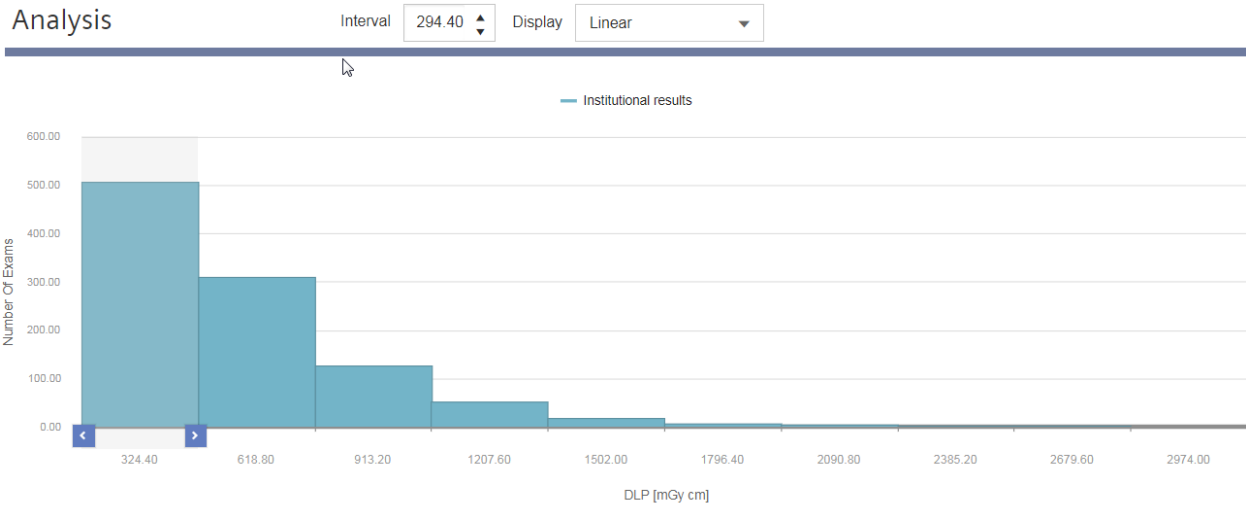 Analysis
Interval 294.40 Display Linear
Institutional results
600.00
500.00
400.00
300.00
200.00
100.00
0.00
Number Of Exams
324.40 618.80 913.20 1207.60 1502.00 1796.40 2090.80 2385.20 2679.60 2974.00
DLP [mGy cm]